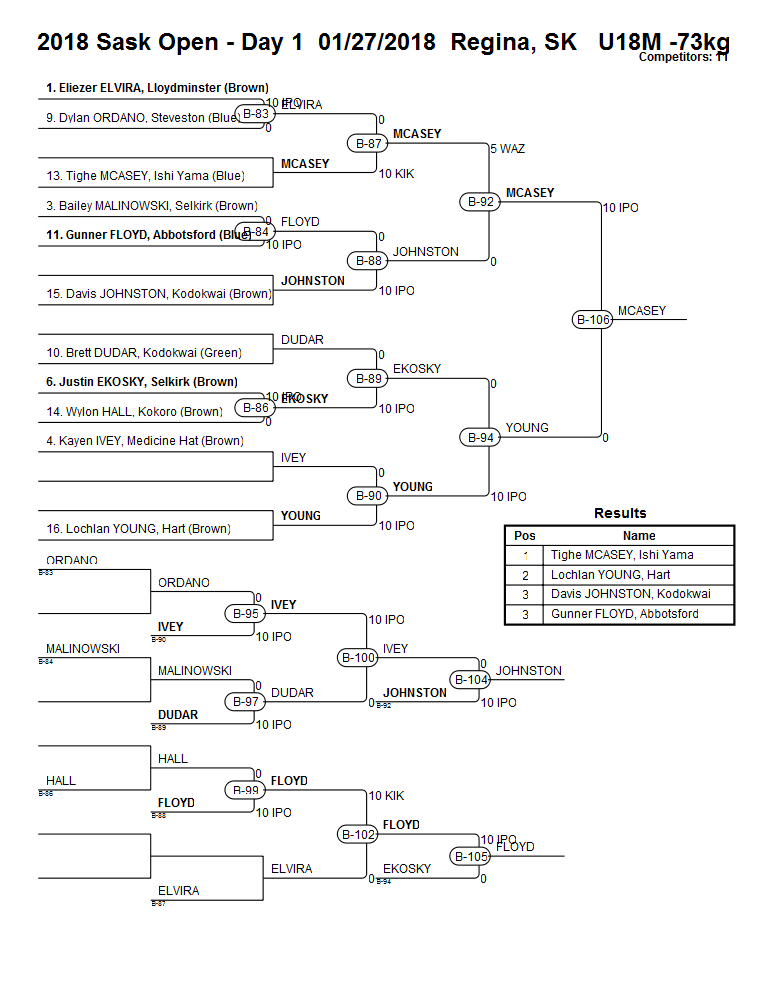 2018 Sask Open - Day 1 01/27/2018 Regina, SK U18M -73kg
Competitors: 11
1. Eliezer ELVIRA, Lloydminster (Brown)
10 IPO
ELVIRA
B-83
9. Dylan ORDANO, Steveston (Blue)
0
0
MCASEY
B-87
5 WAZ
MCASEY
10 KIK
13. Tighe MCASEY, Ishi Yama (Blue)
MCASEY
B-92
10 IPO
3. Bailey MALINOWSKI, Selkirk (Brown)
0
FLOYD
B-84
11. Gunner FLOYD, Abbotsford (Blue)
10 IPO
0
JOHNSTON
B-88
0
JOHNSTON
10 IPO
15. Davis JOHNSTON, Kodokwai (Brown)
MCASEY
B-106
DUDAR
10. Brett DUDAR, Kodokwai (Green)
0
EKOSKY
B-89
0
6. Justin EKOSKY, Selkirk (Brown)
10 IPO
EKOSKY
B-86
10 IPO
14. Wylon HALL, Kokoro (Brown)
0
YOUNG
B-94
0
4. Kayen IVEY, Medicine Hat (Brown)
IVEY
0
YOUNG
B-90
10 IPO
YOUNG
10 IPO
16. Lochlan YOUNG, Hart (Brown)
Results
Pos Name
1 Tighe MCASEY, Ishi Yama
2 Lochlan YOUNG, Hart
3 Davis JOHNSTON, Kodokwai
3 Gunner FLOYD, Abbotsford
ORDANO
B-83
ORDANO
0
IVEY
B-95
10 IPO
IVEY
B-90
10 IPO
MALINOWSKI
B-84
IVEY
B-100
0
JOHNSTON
MALINOWSKI
B-104
0
DUDAR
B-97
0
JOHNSTON
B-92
10 IPO
DUDAR
B-89
10 IPO
HALL
0
HALL
B-86
FLOYD
B-99
10 KIK
FLOYD
B-88
10 IPO
FLOYD
B-102
10 IPO
FLOYD
B-105
ELVIRA
0
EKOSKY
B-94
0
ELVIRA
B-87